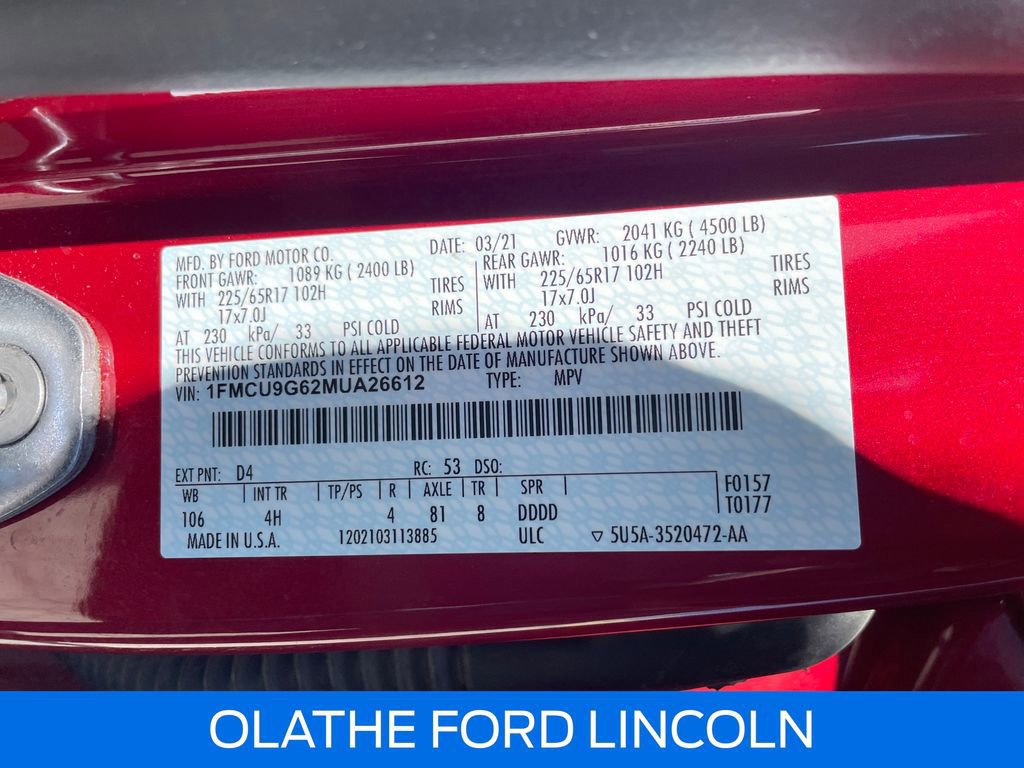 MFD. BY FORD MOTOR CO. DATE: 03/21 GVWR: 2041 KG ( 4500 LB)
FRONT GAWR: 1089 KG ( 2400 LB) REAR GAWR: 1016 KG ( 2240 LB)
WITH 225/65R17 102H TIRES WITH 225/65R17 102H TIRES
17x7.0J RIMS 17x7.0J RIMS
AT 230 kPa/ 33 PSI COLD AT 230 kPa/ 33 PSI COLD
THIS VEHICLE CONFORMS TO ALL APPLICABLE FEDERAL MOTOR VEHICLE SAFETY AND THEFT
PREVENTION STANDARDS IN EFFECT ON THE DATE OF MANUFACTURE SHOWN ABOVE.
VIN: 1FMCU9G62MUA26612 TYPE: MPV
EXT PNT: D4 RC: 53 DSO:
WB INT TR TP/PS R AXLE TR SPR F0157
106 4H 4 81 8 DDDD T0177
MADE IN U.S.A. 1202103113885 ULC ▽ 5U5A-3520472-AA
OLATHE FORD LINCOLN